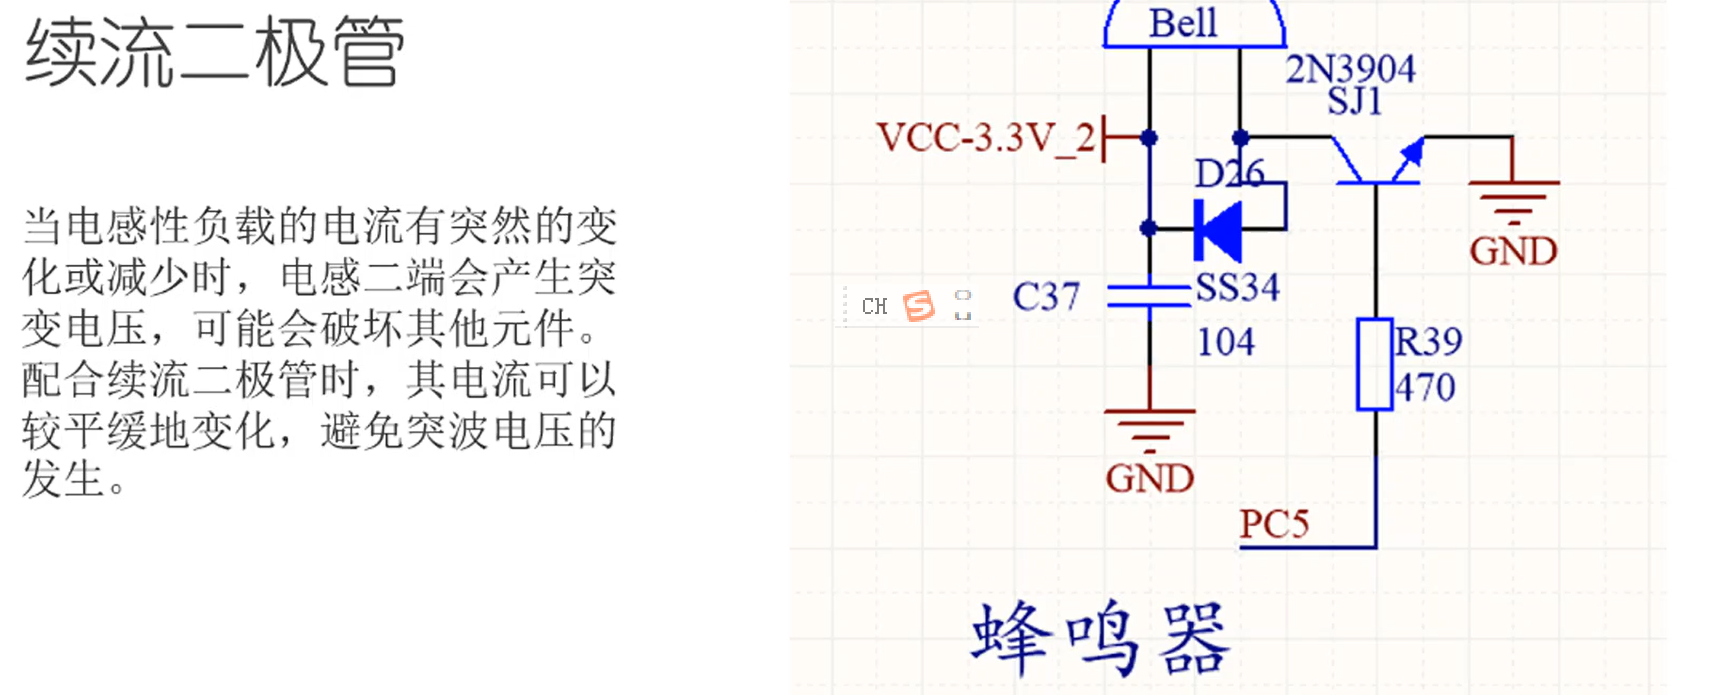 续流二极管
当电感性负载的电流有突然的变
化或减少时，电感二端会产生突
变电压，可能会破坏其他元件。
配合续流二极管时，其电流可以
较平缓地变化，避免突波电压的
发生。
Bell
2N3904
SJ1
VCC-3.3V_2
D26
GND
C37
SS34
CH
104
R39
470
GND
PC5
蜂鸣器